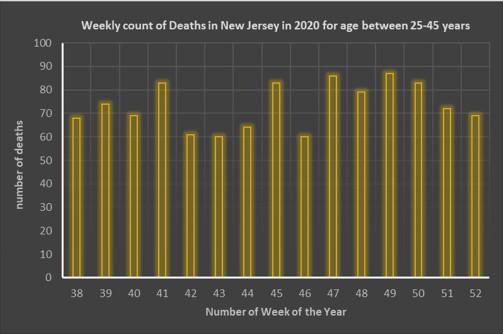 Weekly count of Deaths in New Jersey in 2020 for age between 25-45 years
100
90
80
70
60
50
40
30
20
10
0
number of deaths
38 39 40 41 42 43 44 45 46 47 48 49 50 51 52
Number of Week of the Year